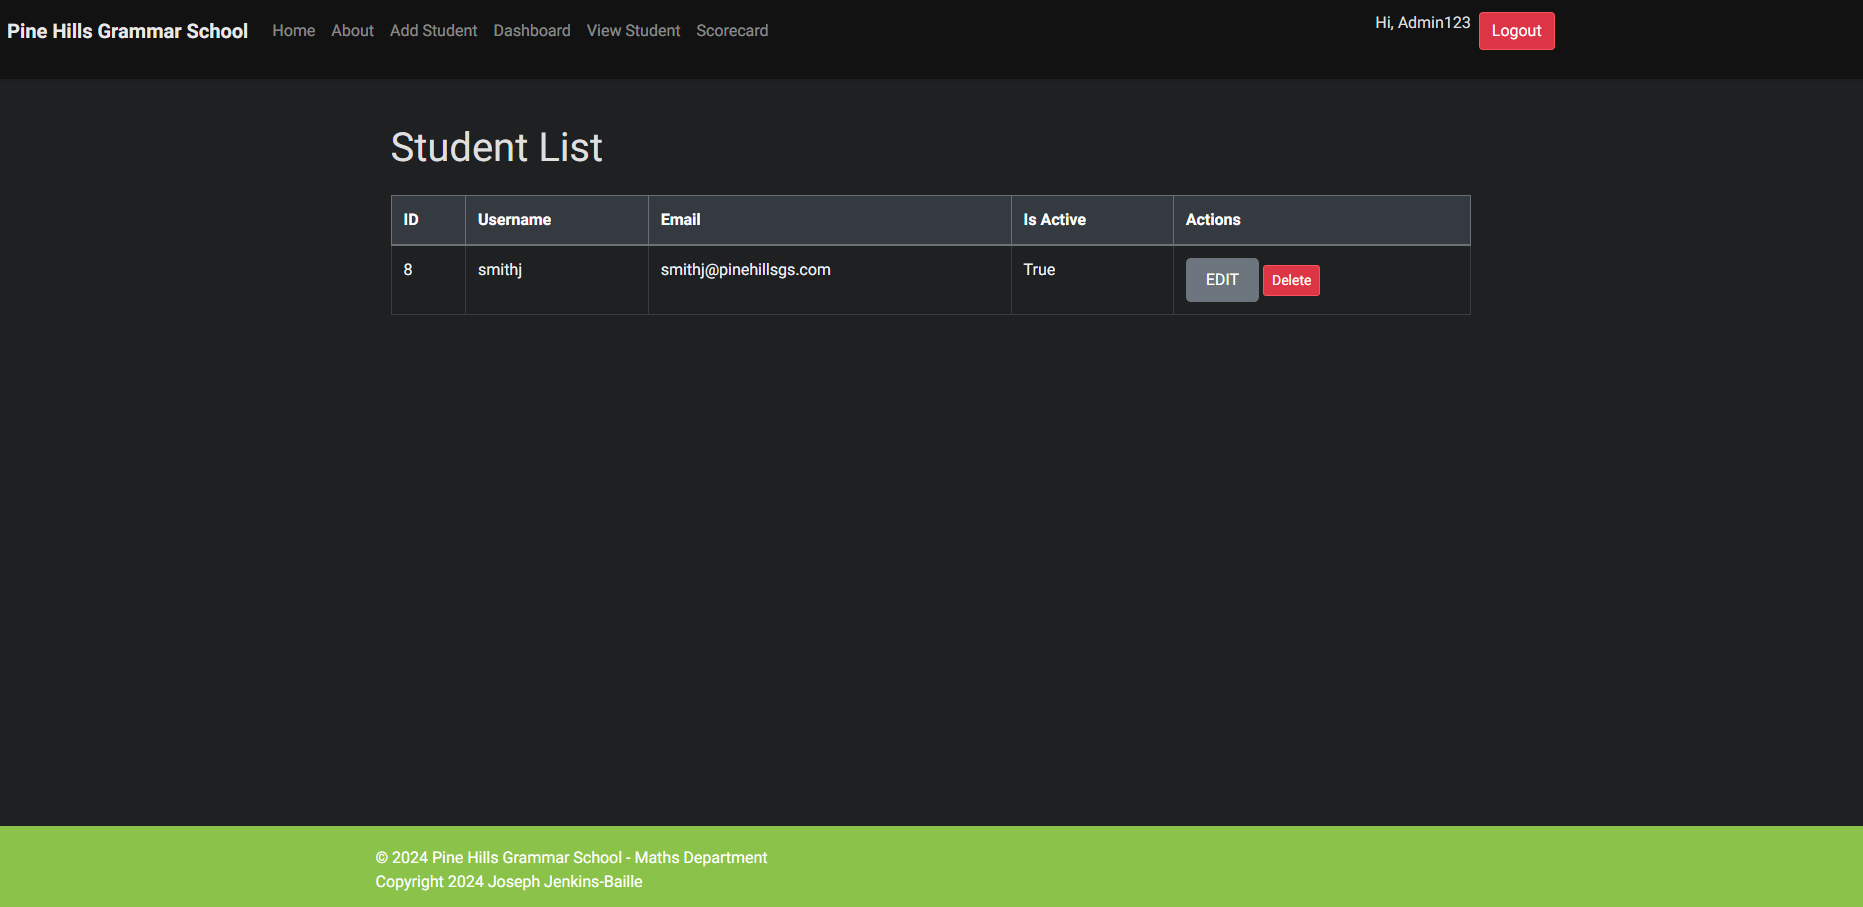 Pine Hills Grammar School Home About Add Student Dashboard View Student Scorecard Hi, Admin123 Logout
Student List
ID Username Email Is Active Actions
8 smithj smithj@pinehillsgs.com True EDIT Delete
© 2024 Pine Hills Grammar School - Maths Department
Copyright 2024 Joseph Jenkins-Baille